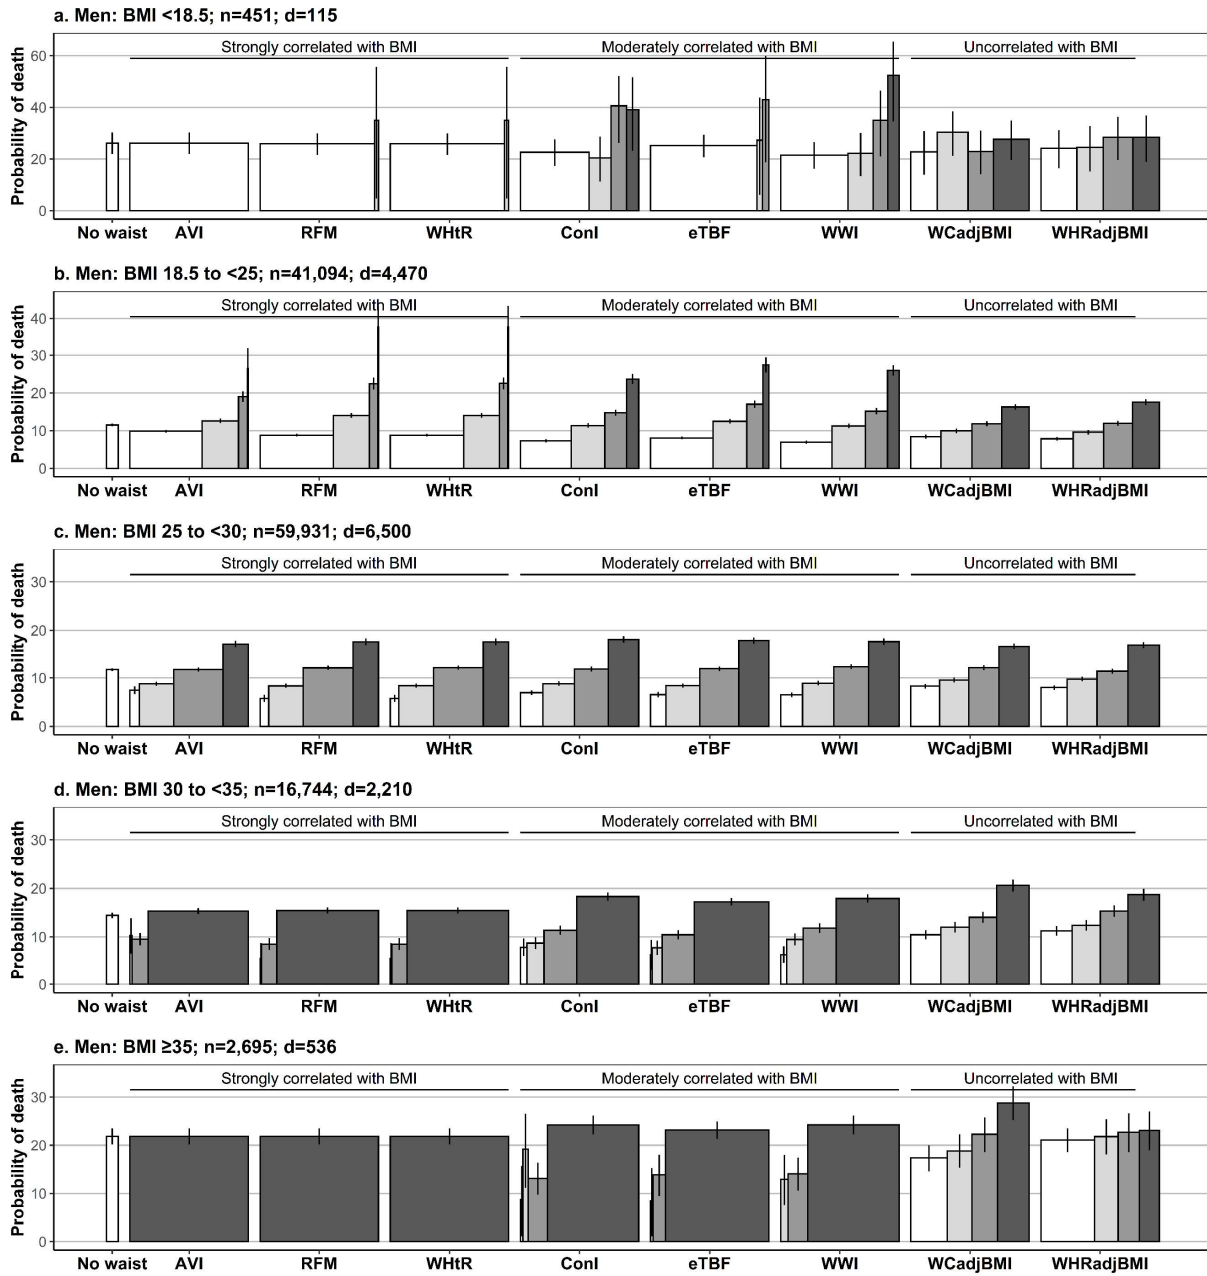 a. Men: BMI <18.5; n=451; d=115
Strongly correlated with BMI Moderately correlated with BMI Uncorrelated with BMI
Probability of death
60
40
20
0
No waist AVI RFM WHtR ConI eTBF WWI WCadjBMI WHRadjBMI
b. Men: BMI 18.5 to <25; n=41,094; d=4,470
Strongly correlated with BMI Moderately correlated with BMI Uncorrelated with BMI
Probability of death
40
30
20
10
0
No waist AVI RFM WHtR ConI eTBF WWI WCadjBMI WHRadjBMI
c. Men: BMI 25 to <30; n=59,931; d=6,500
Strongly correlated with BMI Moderately correlated with BMI Uncorrelated with BMI
Probability of death
30
20
10
0
No waist AVI RFM WHtR ConI eTBF WWI WCadjBMI WHRadjBMI
d. Men: BMI 30 to <35; n=16,744; d=2,210
Strongly correlated with BMI Moderately correlated with BMI Uncorrelated with BMI
Probability of death
30
20
10
0
No waist AVI RFM WHtR ConI eTBF WWI WCadjBMI WHRadjBMI
e. Men: BMI ≥35; n=2,695; d=536
Strongly correlated with BMI Moderately correlated with BMI Uncorrelated with BMI
Probability of death
30
20
10
0
No waist AVI RFM WHtR ConI eTBF WWI WCadjBMI WHRadjBMI